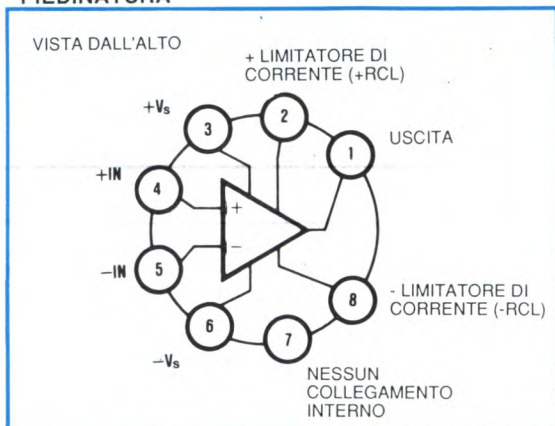 PIEDINATURA
VISTA DALL'ALTO
+ LIMITATORE DI
CORRENTE (+RCL)
+Vs
3
2
USCITA
1
+IN
4
+
5
−
-IN
8
- LIMITATORE DI
CORRENTE (-RCL)
6
7
-Vs
NESSUN
COLLEGAMENTO
INTERNO